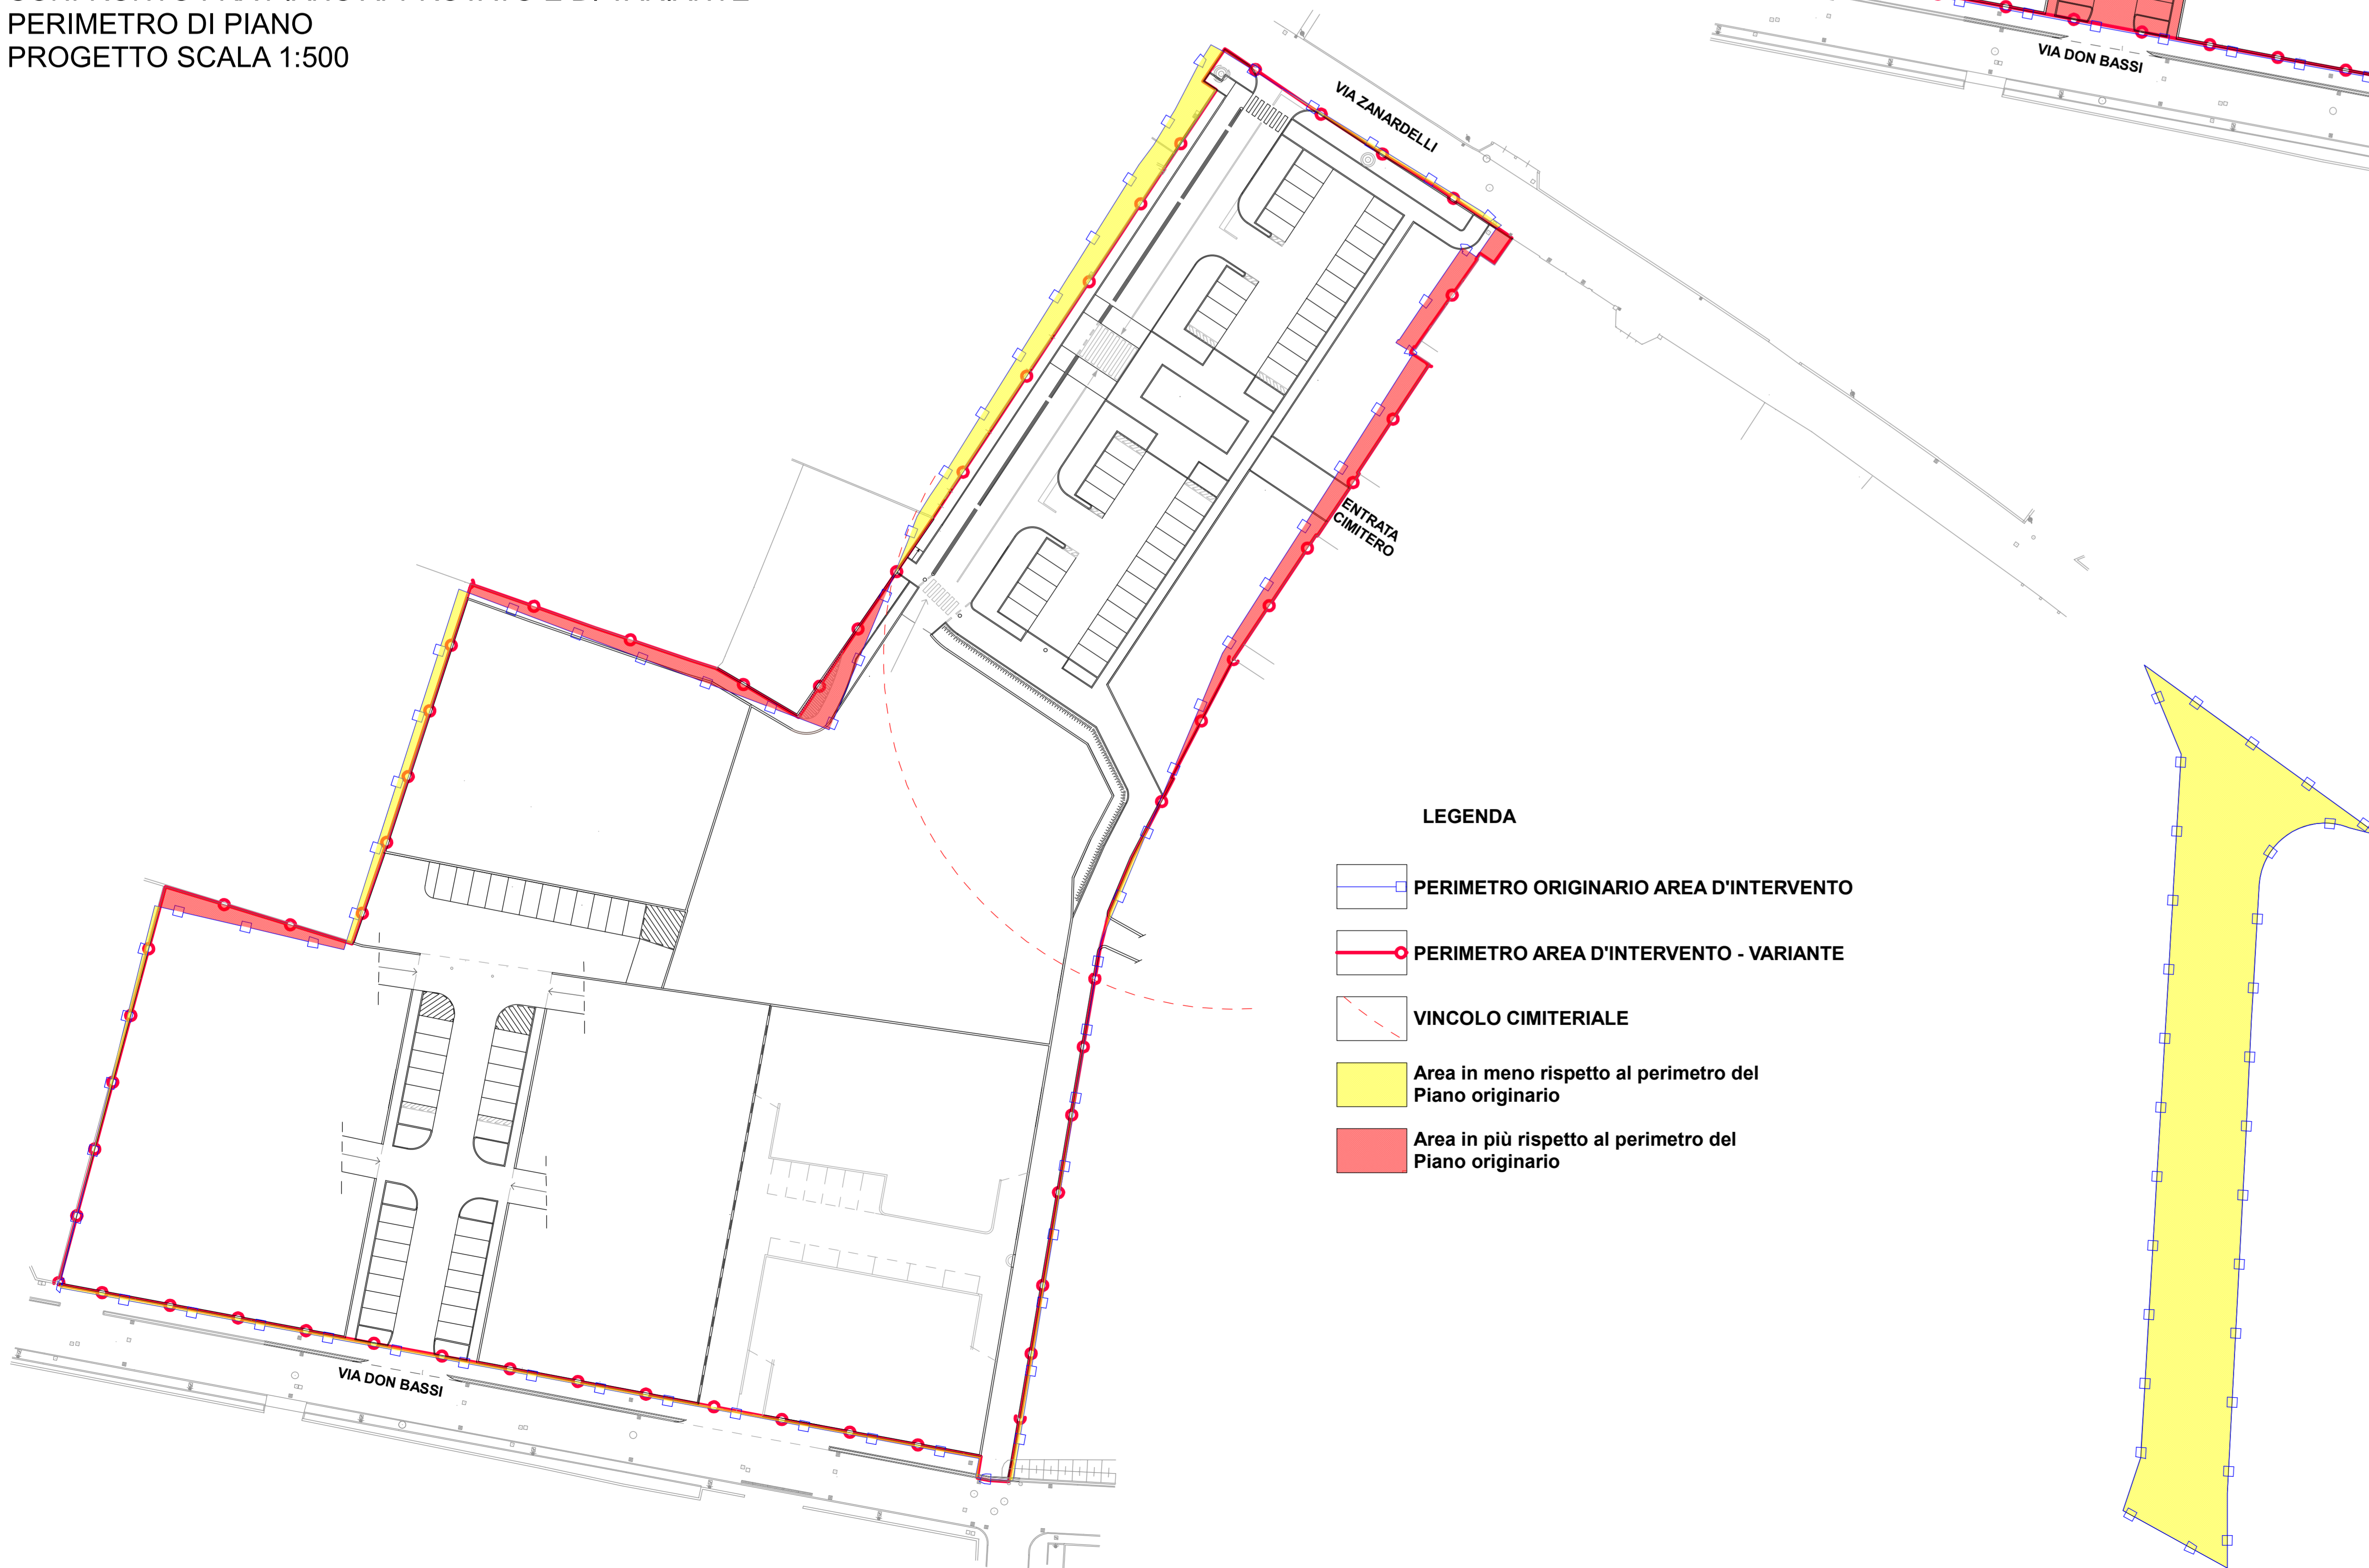 PERIMETRO DI PIANO
PROGETTO SCALA 1:500
VIA DON BASSI
VIA ZANARDELLI
ENTRATA
CIMITERO
LEGENDA
PERIMETRO ORIGINARIO AREA D'INTERVENTO
PERIMETRO AREA D'INTERVENTO - VARIANTE
VINCOLO CIMITERIALE
Area in meno rispetto al perimetro del
Piano originario
Area in più rispetto al perimetro del
Piano originario
VIA DON BASSI